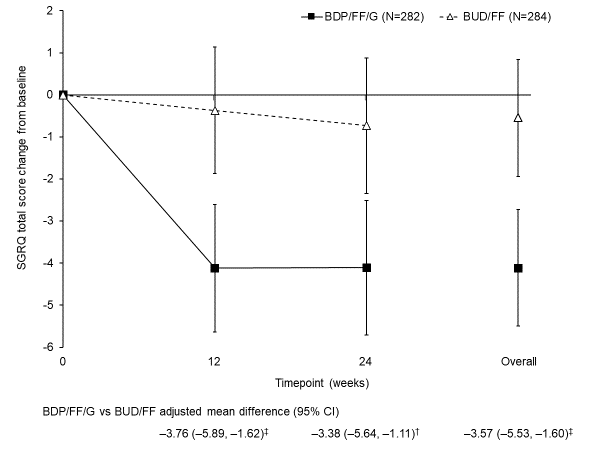 BDP/FF/G (N=282) BUD/FF (N=284)
2
1
0
-1
-2
-3
-4
-5
-6
SGRQ total score change from baseline
0 12 24 Overall
Timepoint (weeks)
BDP/FF/G vs BUD/FF adjusted mean difference (95% CI)
–3.76 (–5.89, –1.62)‡ –3.38 (–5.64, –1.11)† –3.57 (–5.53, –1.60)‡